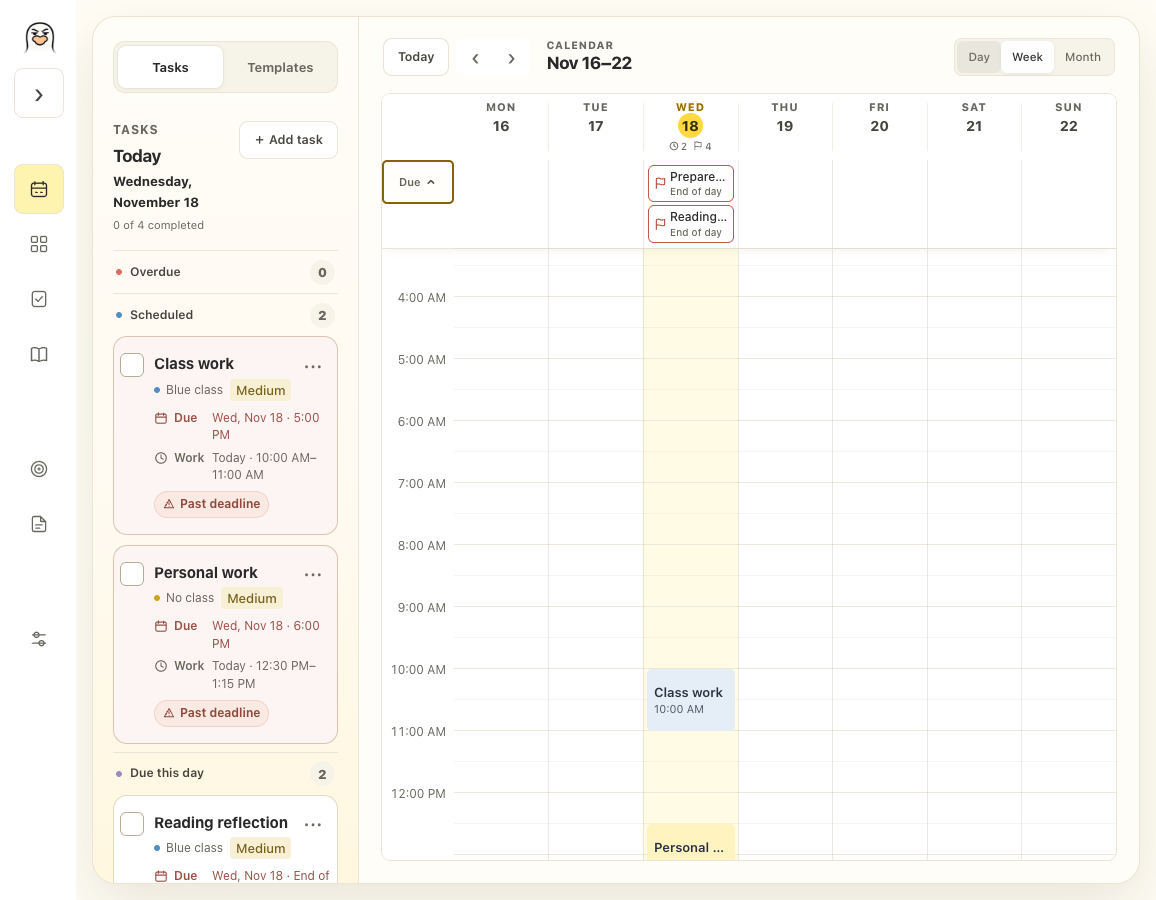 Tasks
Templates
TASKS
+ Add task
Today
Wednesday,
November 18
0 of 4 completed
Overdue
0
Scheduled
2
Class work
Blue class
Medium
Due Wed, Nov 18 · 5:00
PM
Work Today · 10:00 AM–
11:00 AM
Past deadline
Personal work
No class
Medium
Due Wed, Nov 18 · 6:00
PM
Work Today · 12:30 PM–
1:15 PM
Past deadline
Due this day
2
Reading reflection
Blue class
Medium
Due Wed, Nov 18 · End of
Today
CALENDAR
Nov 16–22
Day
Week
Month
MON
16
TUE
17
WED
18
2 4
THU
19
FRI
20
SAT
21
SUN
22
Due
Prepare...
End of day
Reading...
End of day
4:00 AM
5:00 AM
6:00 AM
7:00 AM
8:00 AM
9:00 AM
10:00 AM
Class work
10:00 AM
11:00 AM
12:00 PM
Personal ...